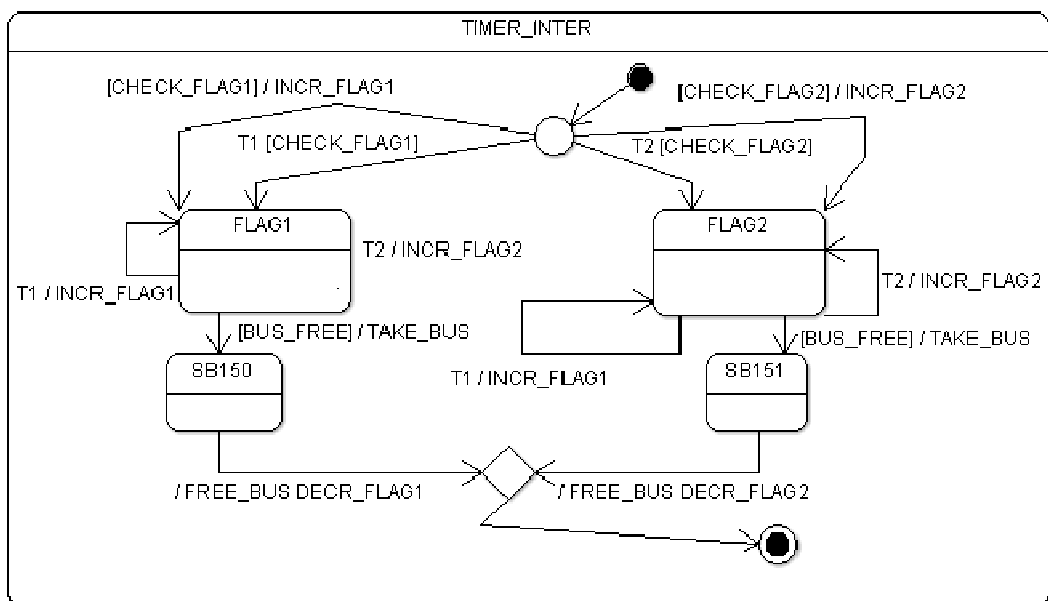 TIMER_INTER
[CHECK_FLAG1] / INCR_FLAG1
[CHECK_FLAG2] / INCR_FLAG2
T1 [CHECK_FLAG1]
T2 [CHECK_FLAG2]
FLAG1
FLAG2
T2 / INCR_FLAG2
T1 / INCR_FLAG1
T2 / INCR_FLAG2
[BUS_FREE] / TAKE_BUS
[BUS_FREE] / TAKE_BUS
SB150
T1 / INCR_FLAG1
SB151
/ FREE_BUS DECR_FLAG1
/ FREE_BUS DECR_FLAG2